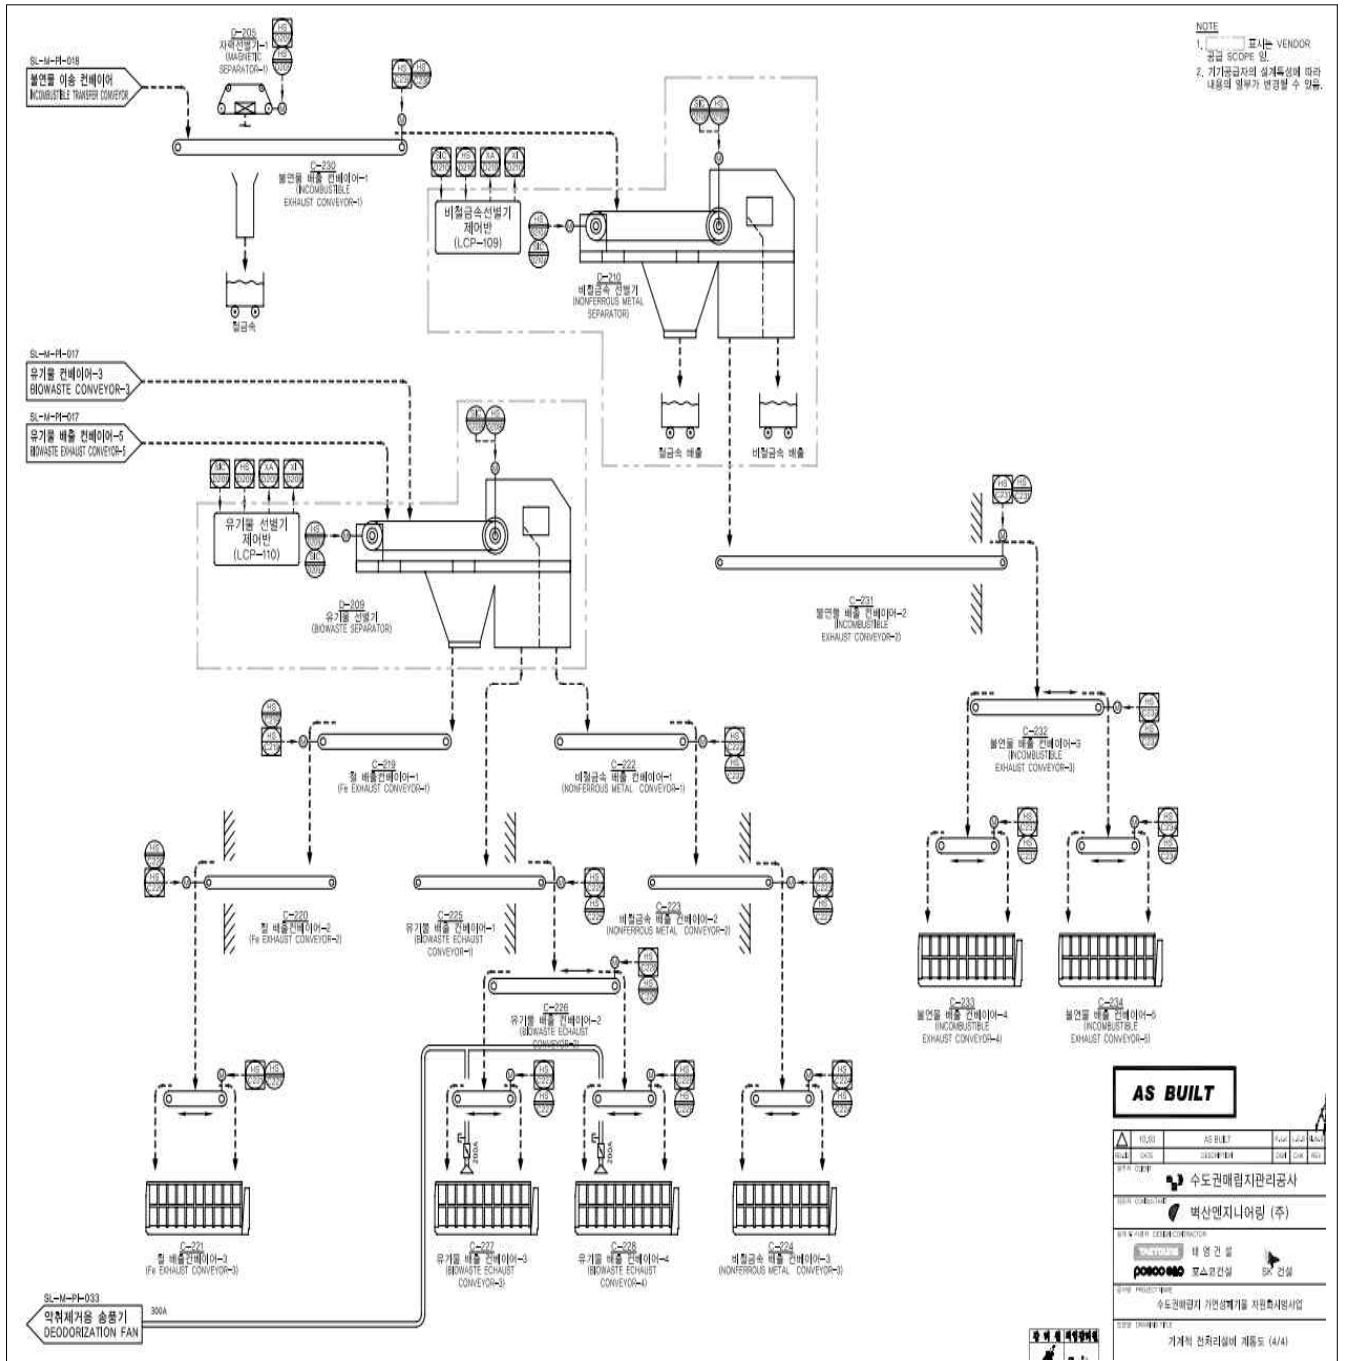 NOTE
1. 표시는 VENDOR
공급 SCOPE 임.
2. 기기공급자의 설계특성에 따라
내용의 일부가 변경될 수 있음.
D-205
자력선별기-1
(MAGNETIC
SEPARATOR-1)
SL-M-PI-018
불연물 이송 컨베이어
INCOMBUSTIBLE TRANSFER CONVEYOR
C-230
불연물 배출 컨베이어-1
(INCOMBUSTIBLE
EXHAUST CONVEYOR-1)
철금속
비철금속선별기
제어반
(LCP-109)
D-210
비철금속 선별기
(NONFERROUS METAL
SEPARATOR)
철금속 배출
비철금속 배출
SL-M-PI-017
유기물 컨베이어-3
BIOWASTE CONVEYOR-3
SL-M-PI-017
유기물 배출 컨베이어-5
BIOWASTE EXHAUST CONVEYOR-5
유기물 선별기
제어반
(LCP-110)
D-209
유기물 선별기
(BIOWASTE SEPARATOR)
C-231
불연물 배출 컨베이어-2
(INCOMBUSTIBLE
EXHAUST CONVEYOR-2)
C-219
철 배출컨베이어-1
(Fe EXHAUST CONVEYOR-1)
C-222
비철금속 배출 컨베이어-1
(NONFERROUS METAL CONVEYOR-1)
C-232
불연물 배출 컨베이어-3
(INCOMBUSTIBLE
EXHAUST CONVEYOR-3)
C-220
철 배출컨베이어-2
(Fe EXHAUST CONVEYOR-2)
C-225
유기물 배출 컨베이어-1
(BIOWASTE ECHAUST
CONVEYOR-1)
C-223
비철금속 배출 컨베이어-2
(NONFERROUS METAL CONVEYOR-2)
C-226
유기물 배출 컨베이어-2
(BIOWASTE ECHAUST
CONVEYOR-2)
C-233
불연물 배출 컨베이어-4
(INCOMBUSTIBLE
EXHAUST CONVEYOR-4)
C-234
불연물 배출 컨베이어-5
(INCOMBUSTIBLE
EXHAUST CONVEYOR-5)
200A
200A
C-221
철 배출컨베이어-3
(Fe EXHAUST CONVEYOR-3)
C-227
유기물 배출 컨베이어-3
(BIOWASTE ECHAUST
CONVEYOR-3)
C-228
유기물 배출 컨베이어-4
(BIOWASTE ECHAUST
CONVEYOR-4)
C-224
비철금속 배출 컨베이어-3
(NONFERROUS METAL CONVEYOR-3)
SL-M-PI-033
악취제거용 송풍기
DEODORIZATION FAN
300A
AS BUILT
AS BUILT
DATE DESCRIPTION
수도권매립지관리공사
벽산엔지니어링 (주)
TAEYOUNG 태영건설
posco E&C 포스코건설
SK 건설
수도권매립지 가연성폐기물 자원화시범사업
기계적 전처리설비 계통도 (4/4)